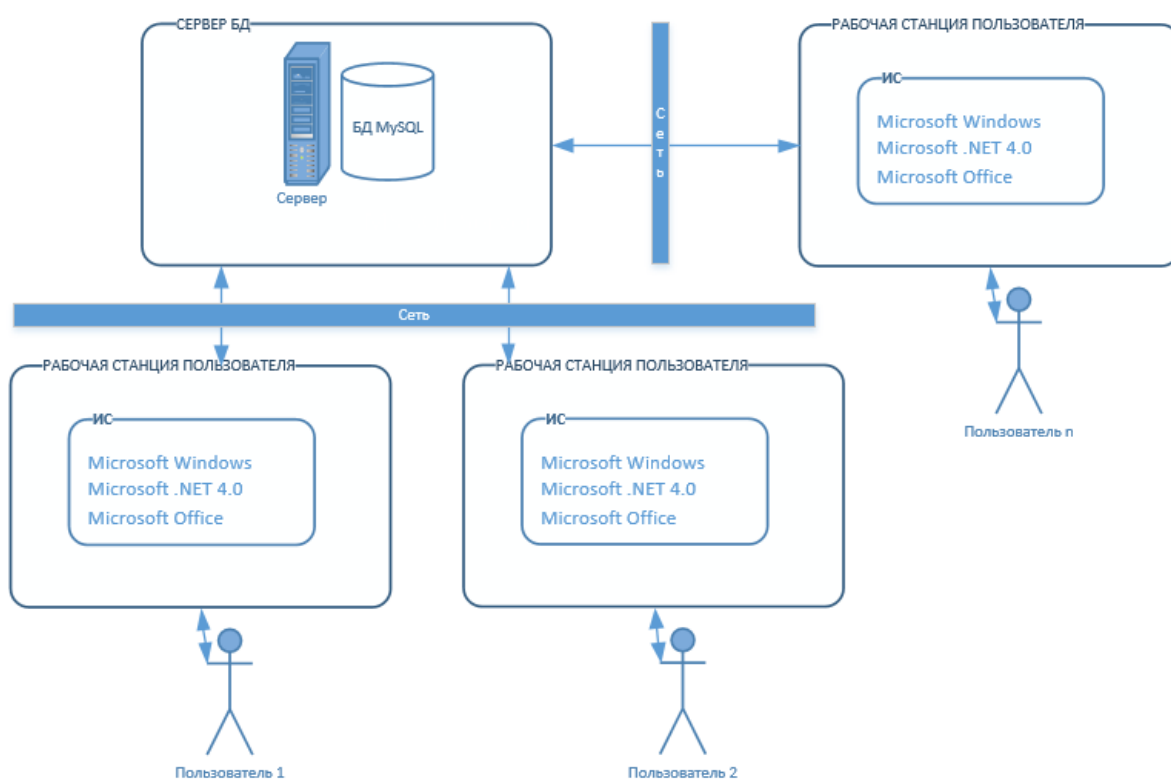 СЕРВЕР БД
БД MySQL
Сервер
Сеть
РАБОЧАЯ СТАНЦИЯ ПОЛЬЗОВАТЕЛЯ
ИС
Microsoft Windows
Microsoft .NET 4.0
Microsoft Office
Пользователь n
Сеть
РАБОЧАЯ СТАНЦИЯ ПОЛЬЗОВАТЕЛЯ
ИС
Microsoft Windows
Microsoft .NET 4.0
Microsoft Office
Пользователь 1
РАБОЧАЯ СТАНЦИЯ ПОЛЬЗОВАТЕЛЯ
ИС
Microsoft Windows
Microsoft .NET 4.0
Microsoft Office
Пользователь 2